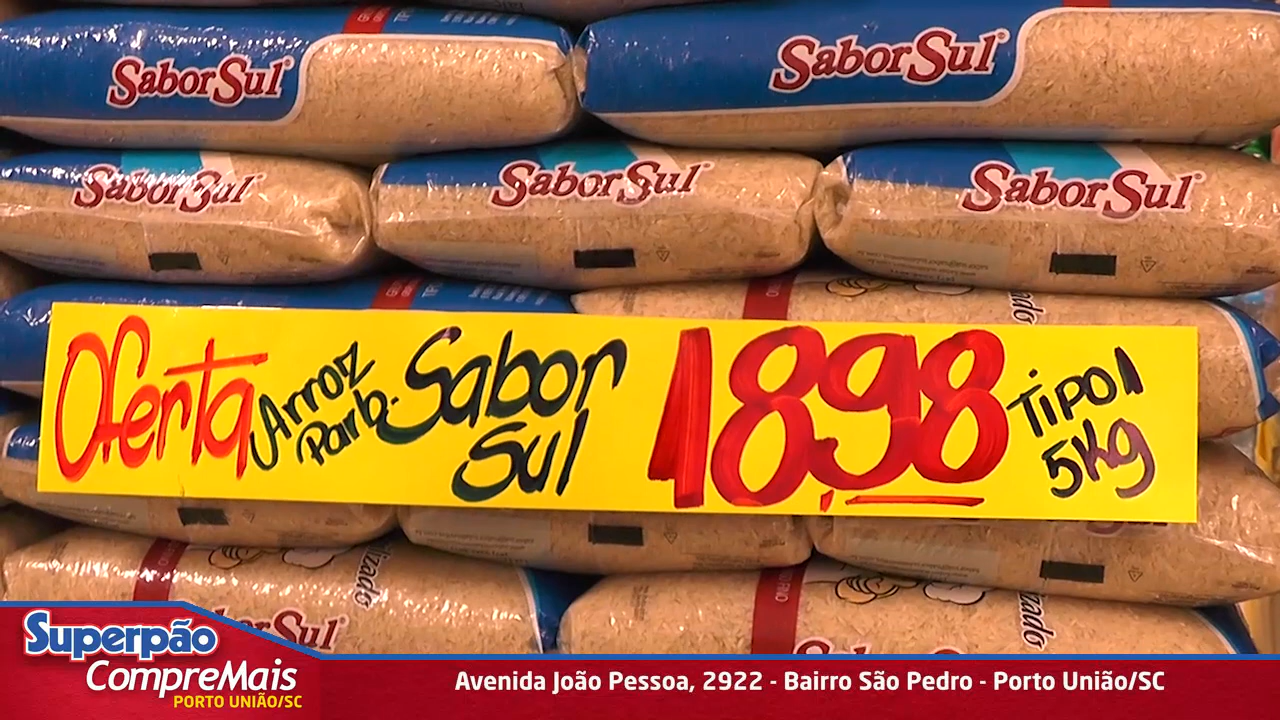 SaborSul
SaborSul
SaborSul
SaborSul
SaborSul
Oferta Arroz Parb. Sabor Sul 18,98 TIPO 1 5Kg
Superpão
CompreMais
PORTO UNIÃO/SC
Avenida João Pessoa, 2922 - Bairro São Pedro - Porto União/SC